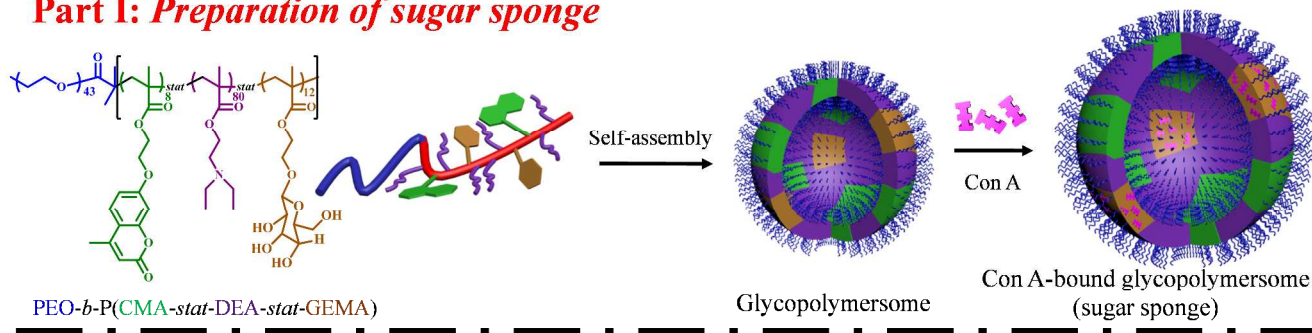 Part I: Preparation of sugar sponge
O
O
43
8
stat
80
stat
12
O
O
O
O
O
O
O
O
N
O
O
O
O
HO
HO
HO
OH
H
O
O
Self-assembly
Con A
PEO-b-P(CMA-stat-DEA-stat-GEMA)
Glycopolymersome
Con A-bound glycopolymersome
(sugar sponge)